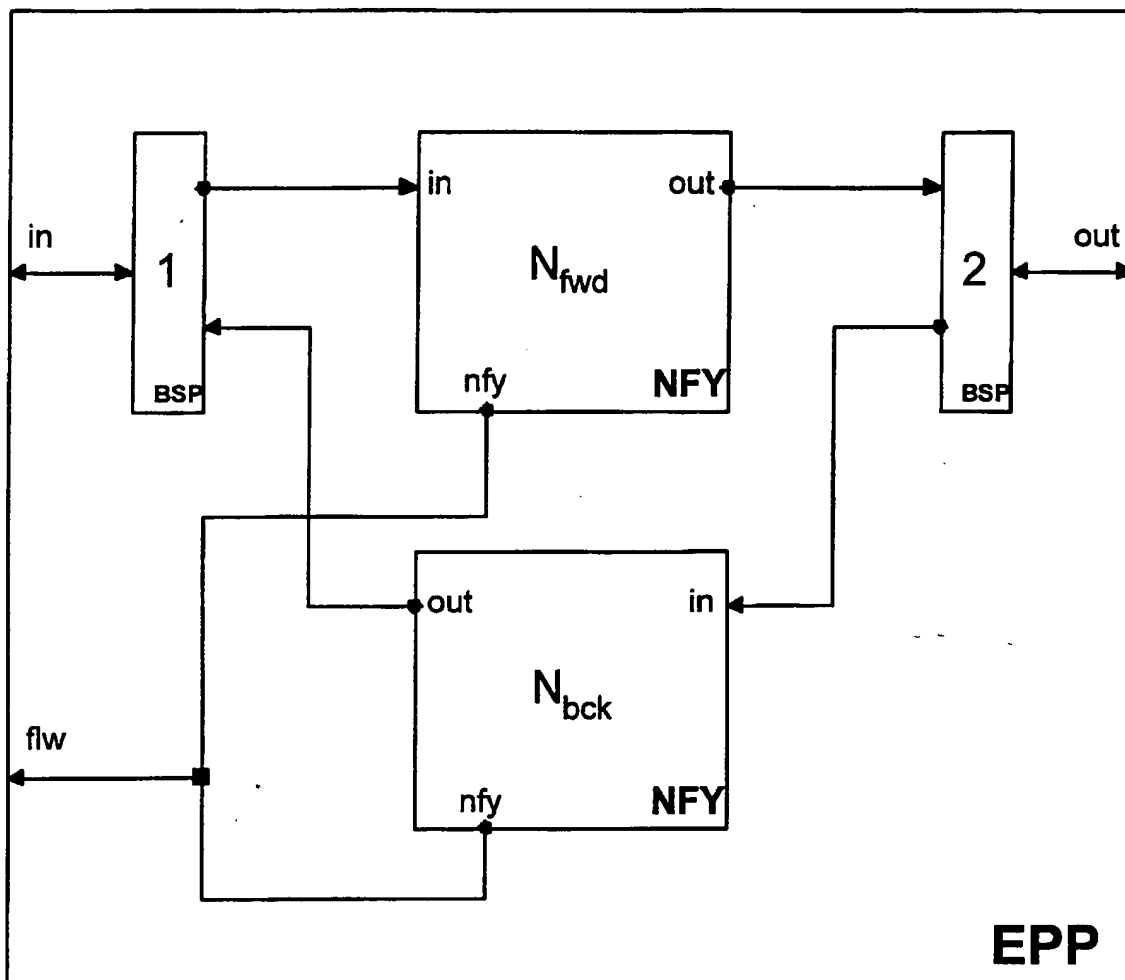 in
1
BSP
in
out
N_fwd
nfy
NFY
2
BSP
out
out
in
N_bck
nfy
NFY
flw
EPP